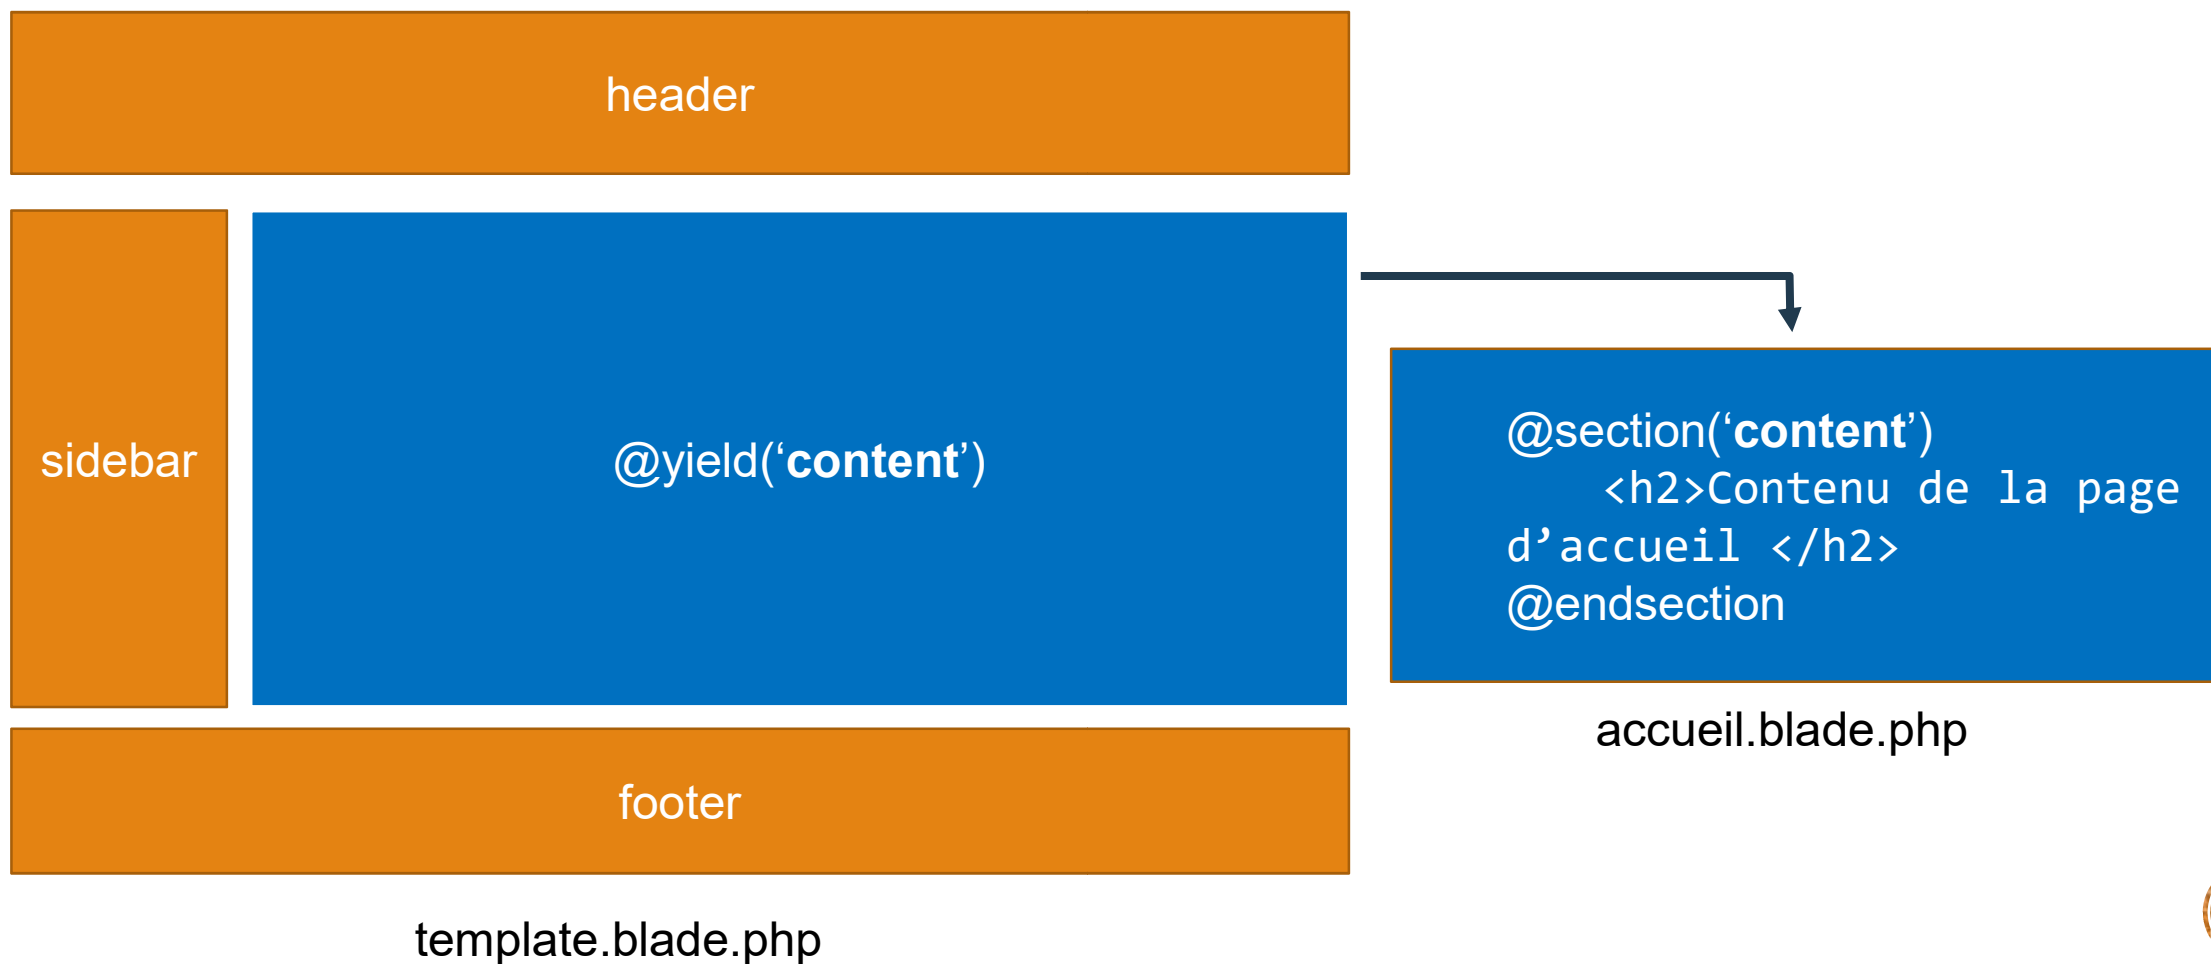 header
sidebar
@yield(‘content’)
@section(‘content’)
<h2>Contenu de la page
d’accueil </h2>
@endsection
accueil.blade.php
footer
template.blade.php